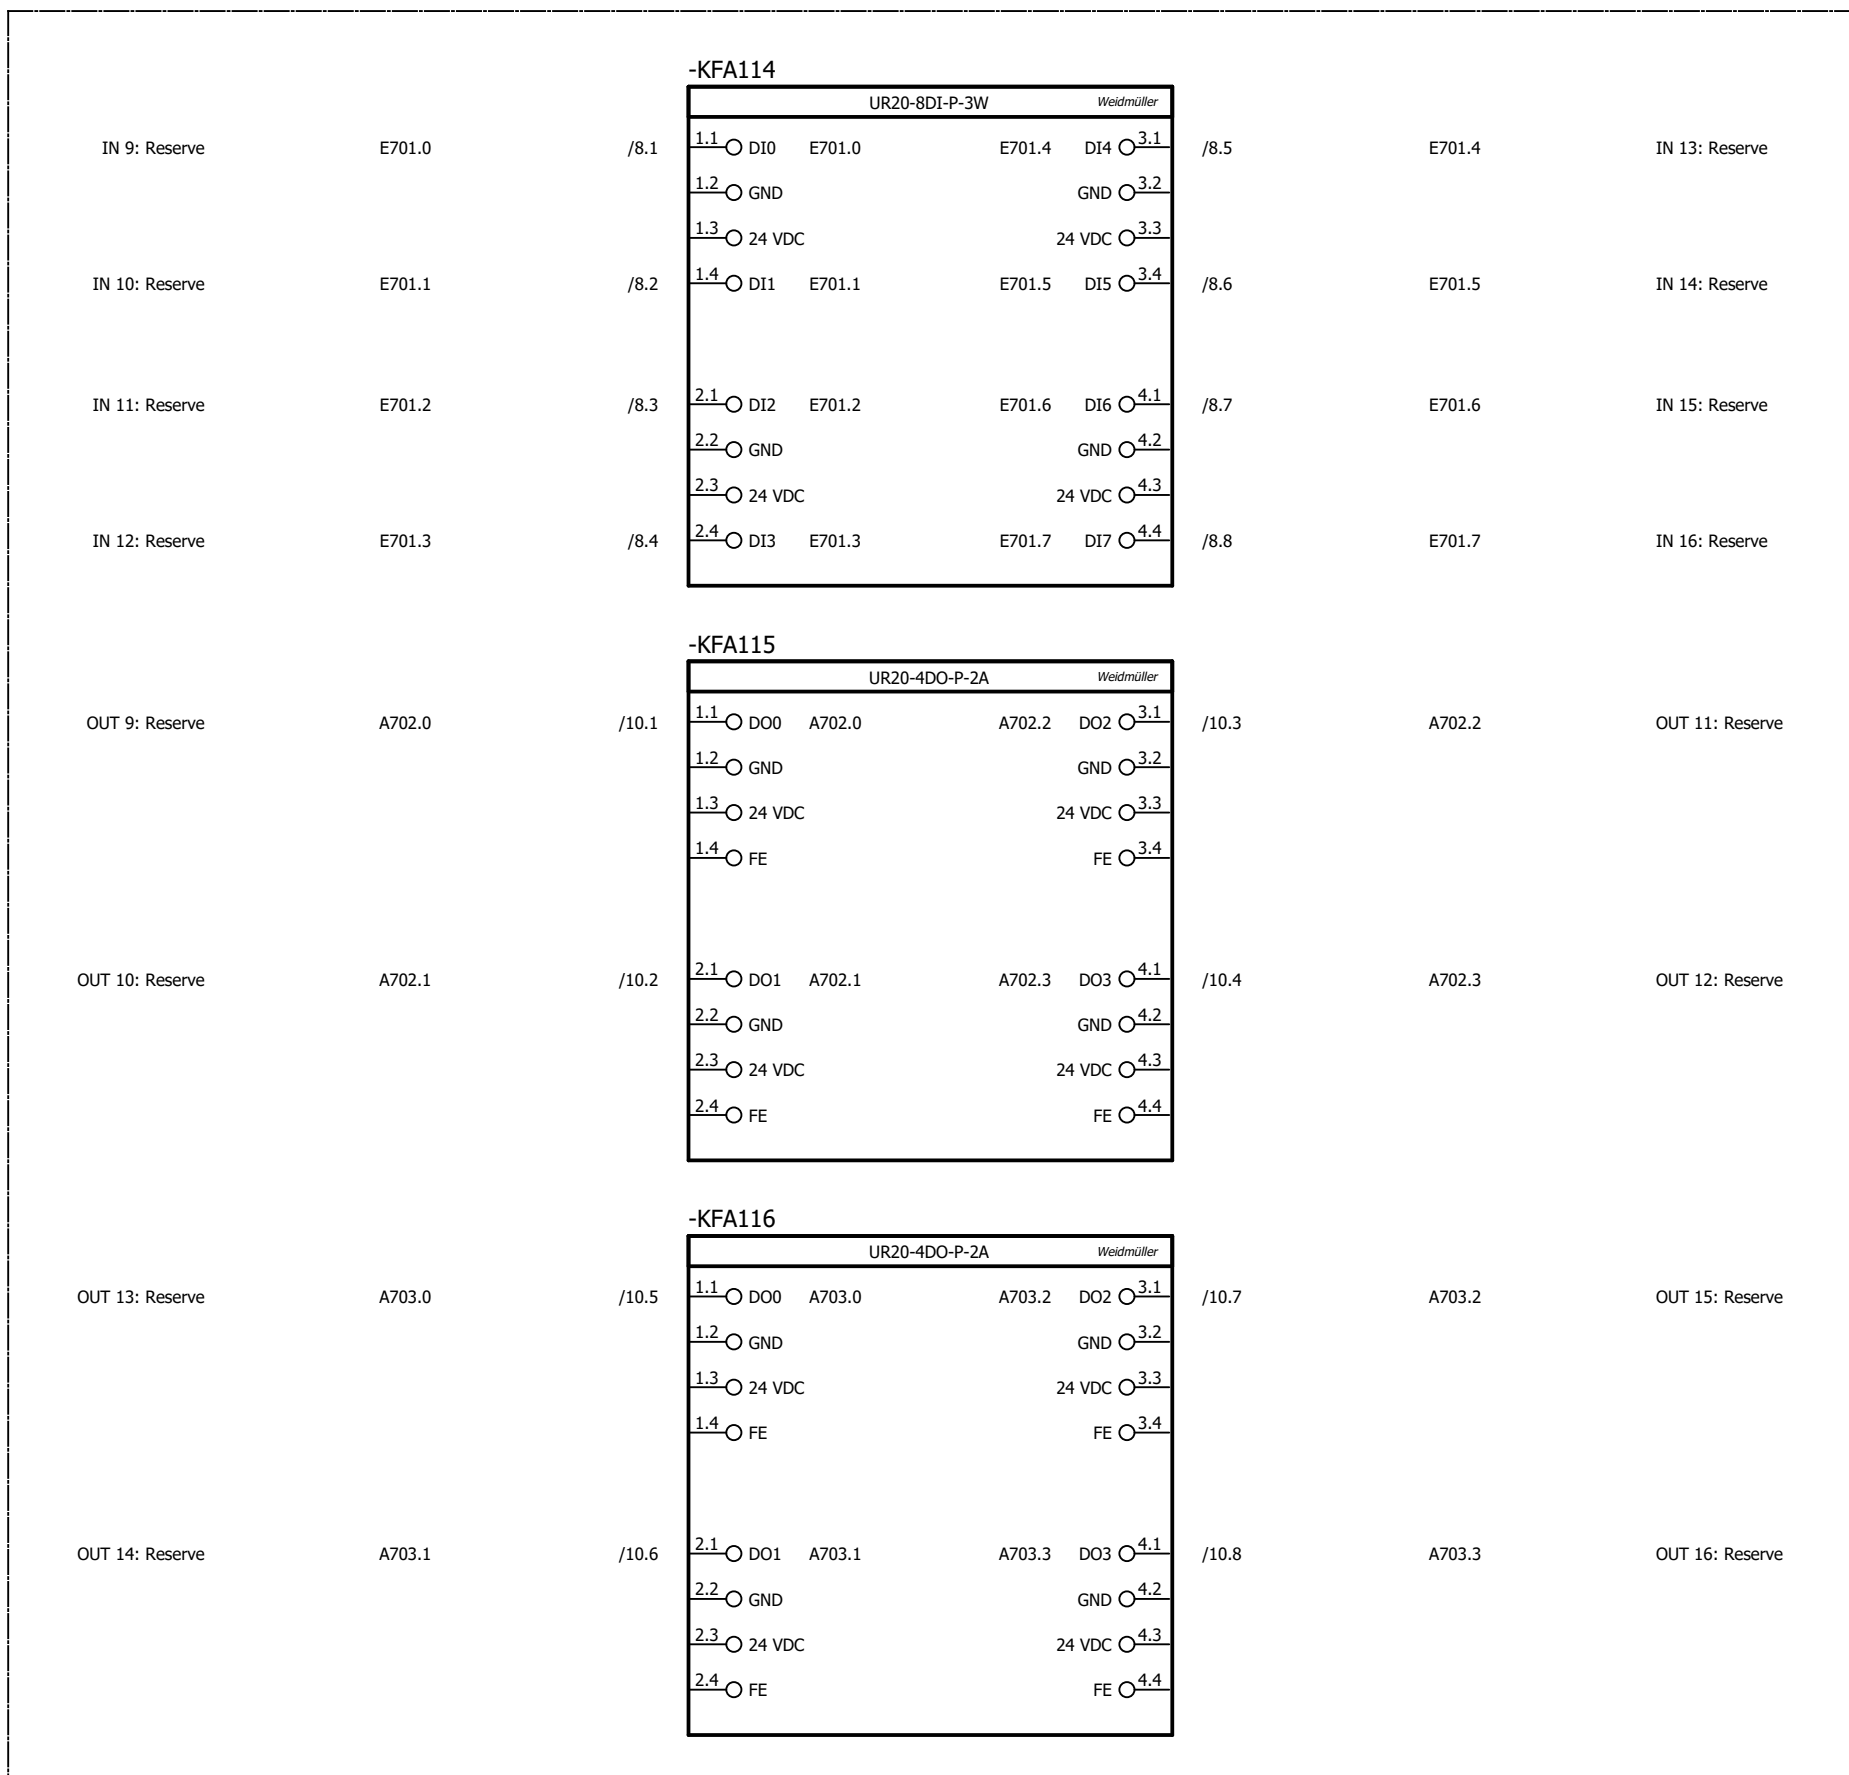 -KFA114
UR20-8DI-P-3W Weidmüller
IN 9: Reserve E701.0 /8.1 1.1 DI0 E701.0 E701.4 DI4 3.1 /8.5 E701.4 IN 13: Reserve
1.2 GND GND 3.2
1.3 24 VDC 24 VDC 3.3
IN 10: Reserve E701.1 /8.2 1.4 DI1 E701.1 E701.5 DI5 3.4 /8.6 E701.5 IN 14: Reserve
IN 11: Reserve E701.2 /8.3 2.1 DI2 E701.2 E701.6 DI6 4.1 /8.7 E701.6 IN 15: Reserve
2.2 GND GND 4.2
2.3 24 VDC 24 VDC 4.3
IN 12: Reserve E701.3 /8.4 2.4 DI3 E701.3 E701.7 DI7 4.4 /8.8 E701.7 IN 16: Reserve
-KFA115
UR20-4DO-P-2A Weidmüller
OUT 9: Reserve A702.0 /10.1 1.1 DO0 A702.0 A702.2 DO2 3.1 /10.3 A702.2 OUT 11: Reserve
1.2 GND GND 3.2
1.3 24 VDC 24 VDC 3.3
1.4 FE FE 3.4
OUT 10: Reserve A702.1 /10.2 2.1 DO1 A702.1 A702.3 DO3 4.1 /10.4 A702.3 OUT 12: Reserve
2.2 GND GND 4.2
2.3 24 VDC 24 VDC 4.3
2.4 FE FE 4.4
-KFA116
UR20-4DO-P-2A Weidmüller
OUT 13: Reserve A703.0 /10.5 1.1 DO0 A703.0 A703.2 DO2 3.1 /10.7 A703.2 OUT 15: Reserve
1.2 GND GND 3.2
1.3 24 VDC 24 VDC 3.3
1.4 FE FE 3.4
OUT 14: Reserve A703.1 /10.6 2.1 DO1 A703.1 A703.3 DO3 4.1 /10.8 A703.3 OUT 16: Reserve
2.2 GND GND 4.2
2.3 24 VDC 24 VDC 4.3
2.4 FE FE 4.4